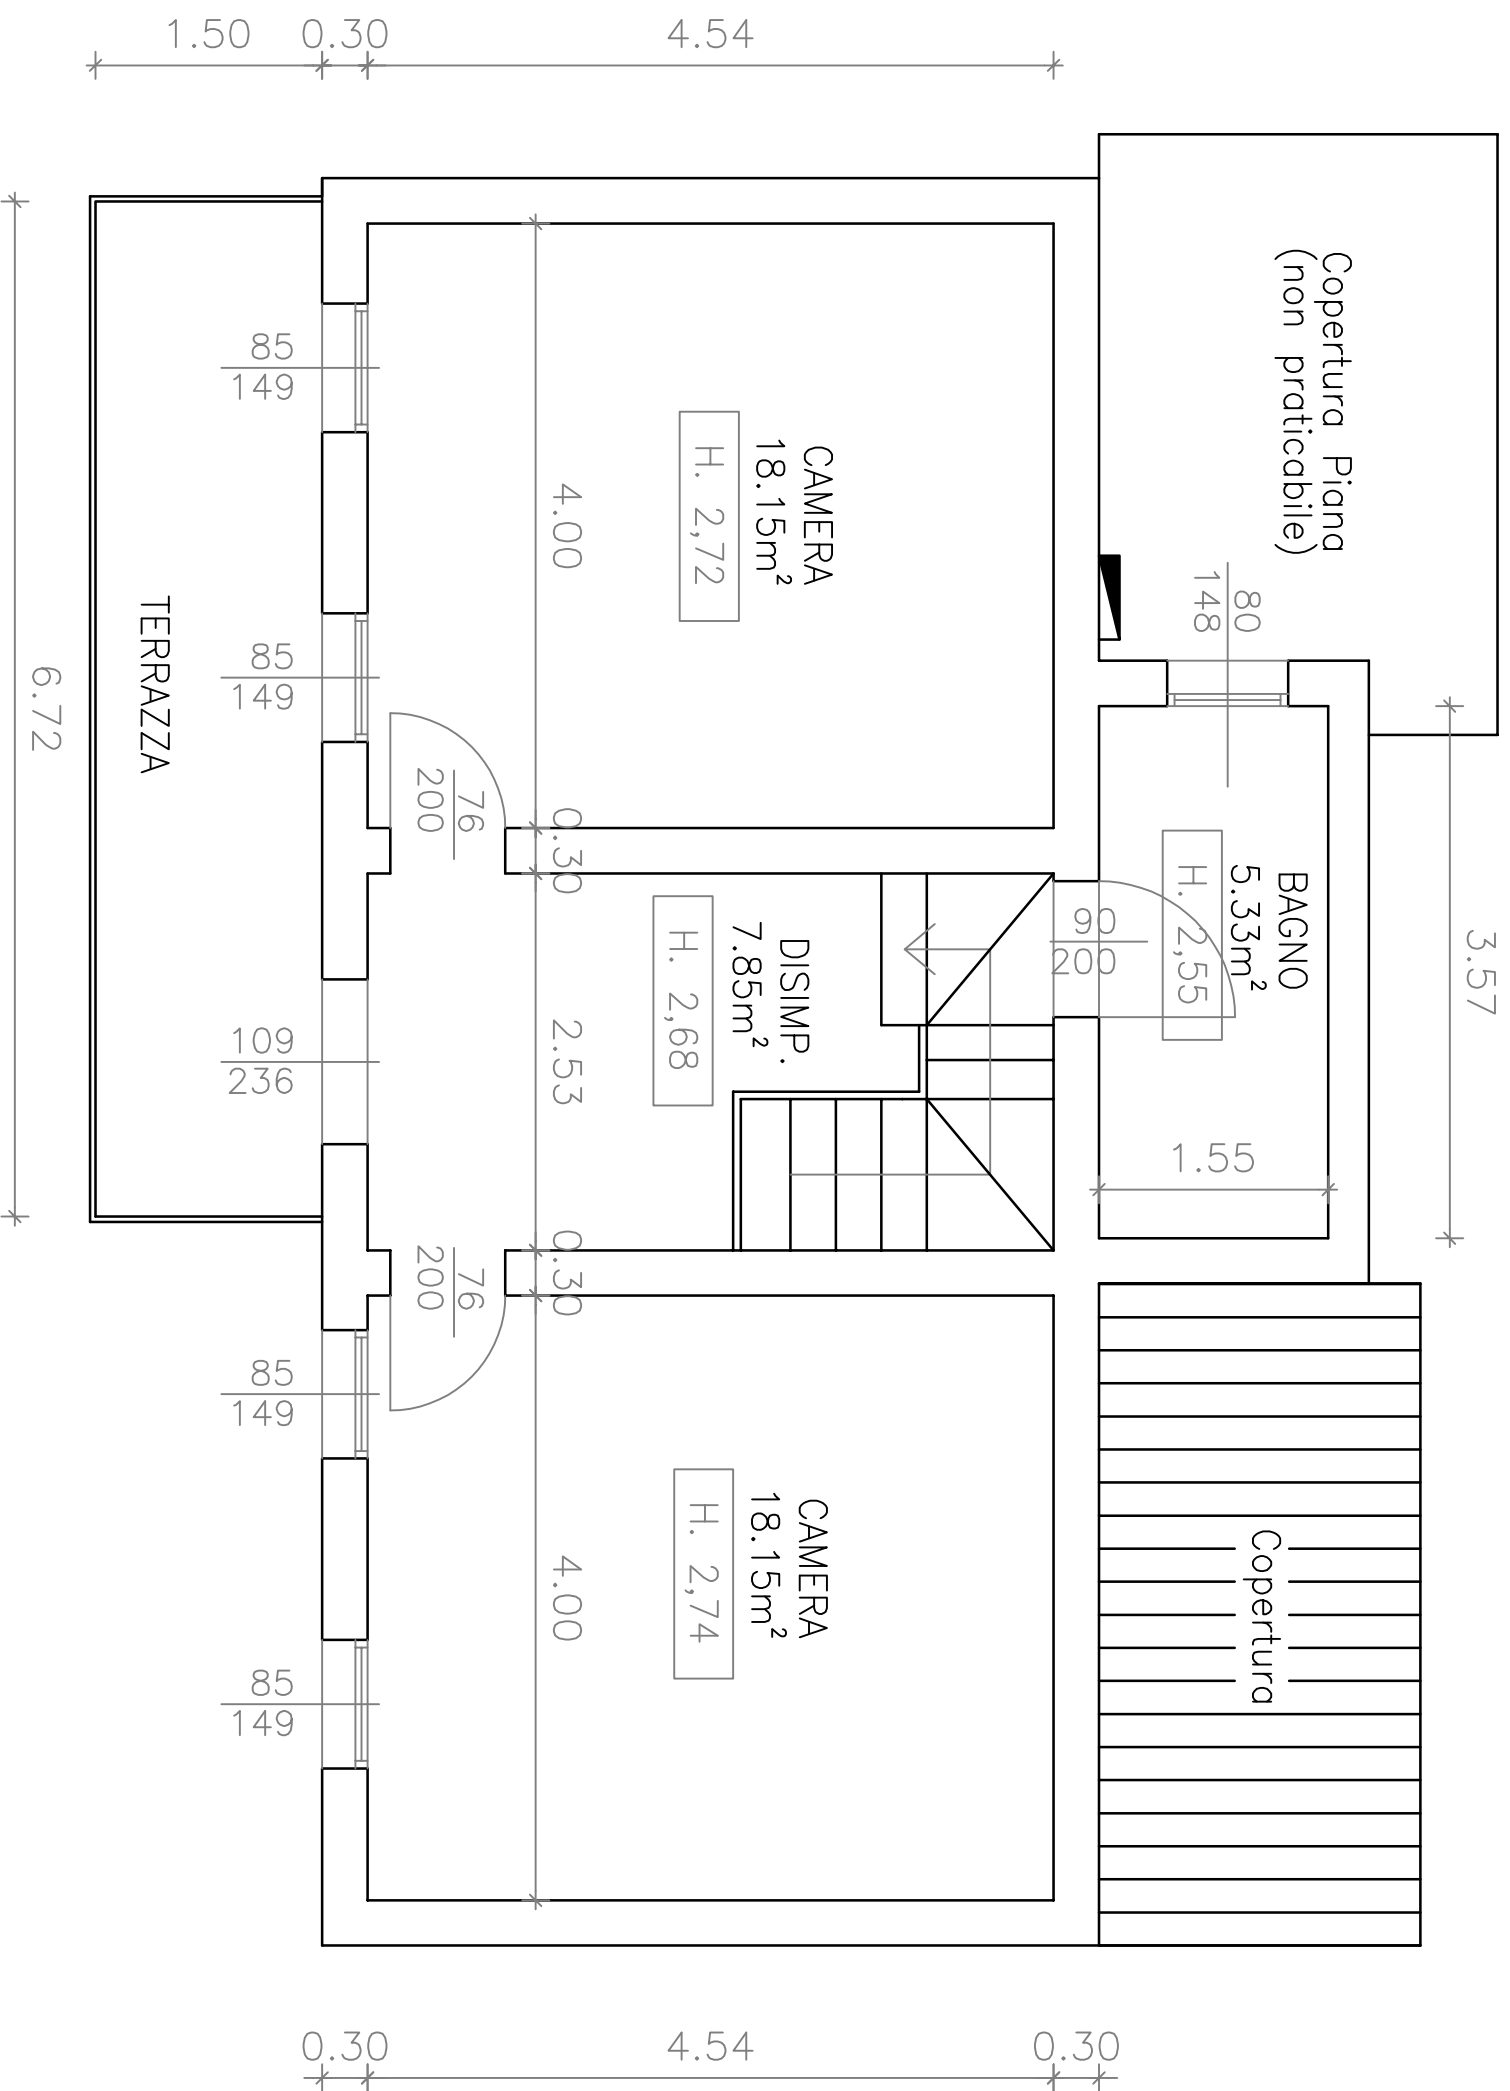 1.50
0.30
4.54
Copertura Piana
(non praticabile)
80
148
3.57
BAGNO
5.33m²
H. 2,55
1.55
90
200
CAMERA
18.15m²
H. 2,72
4.00
0.30
DISIMP.
7.85m²
H. 2,68
2.53
0.30
CAMERA
18.15m²
H. 2,74
4.00
Copertura
76
200
76
200
85
149
85
149
109
236
85
149
85
149
TERRAZZA
6.72
0.30
4.54
0.30